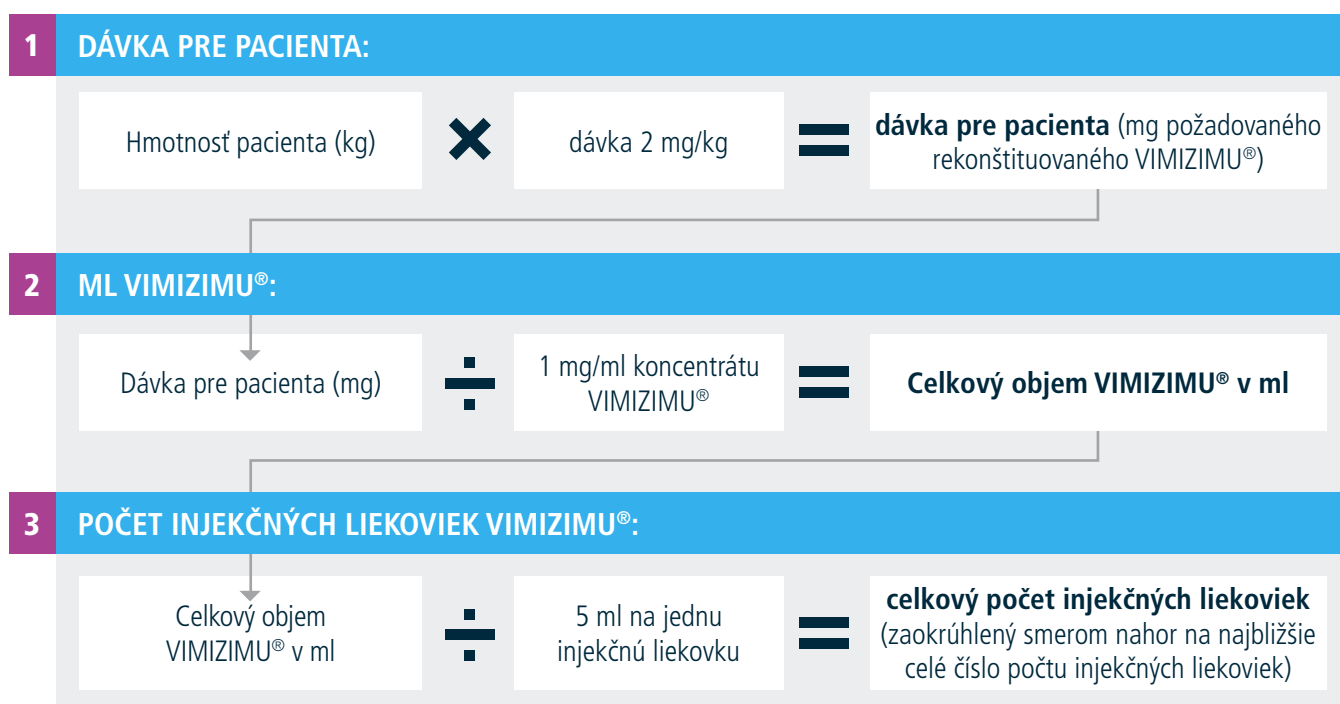 1 DÁVKA PRE PACIENTA:
Hmotnosť pacienta (kg)
×
dávka 2 mg/kg
=
dávka pre pacienta (mg požadovaného
rekonštituovaného VIMIZIMU®)
2 ML VIMIZIMU®:
Dávka pre pacienta (mg)
÷
1 mg/ml koncentrátu
VIMIZIMU®
=
Celkový objem VIMIZIMU® v ml
3 POČET INJEKČNÝCH LIEKOVIEK VIMIZIMU®:
Celkový objem
VIMIZIMU® v ml
÷
5 ml na jednu
injekčnú liekovku
=
celkový počet injekčných liekoviek
(zaokrúhlený smerom nahor na najbližšie
celé číslo počtu injekčných liekoviek)